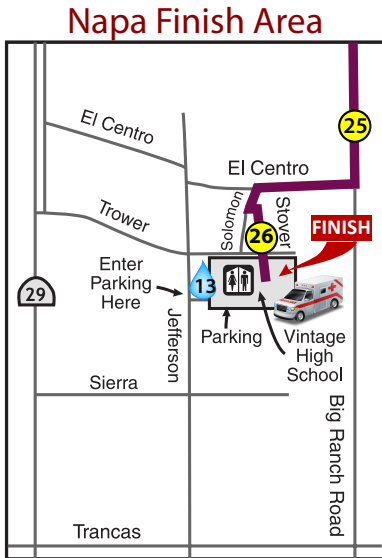 Napa Finish Area
25
El Centro
El Centro
Trower
Solomon
Stover
26
FINISH
29
Enter
Parking
Here
13
Jefferson
Parking
Vintage
High
School
Sierra
Big Ranch Road
Trancas